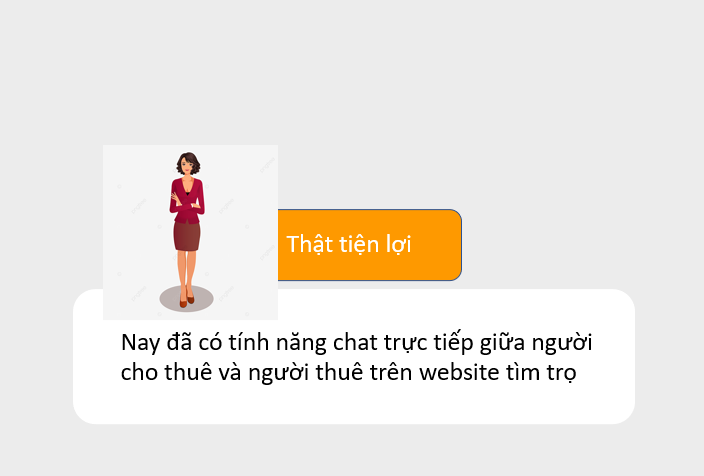 Thật tiện lợi
Nay đã có tính năng chat trực tiếp giữa người
cho thuê và người thuê trên website tìm trọ